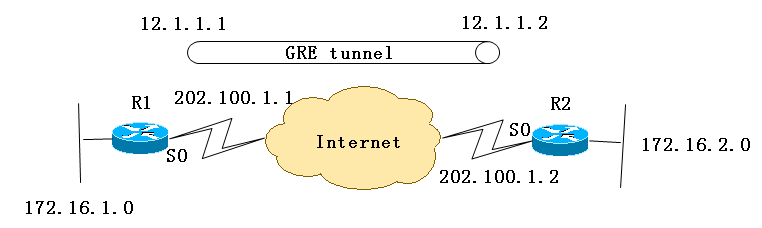 12.1.1.1
12.1.1.2
GRE tunnel
R1
202.100.1.1
R2
Internet
S0
S0
172.16.2.0
202.100.1.2
172.16.1.0